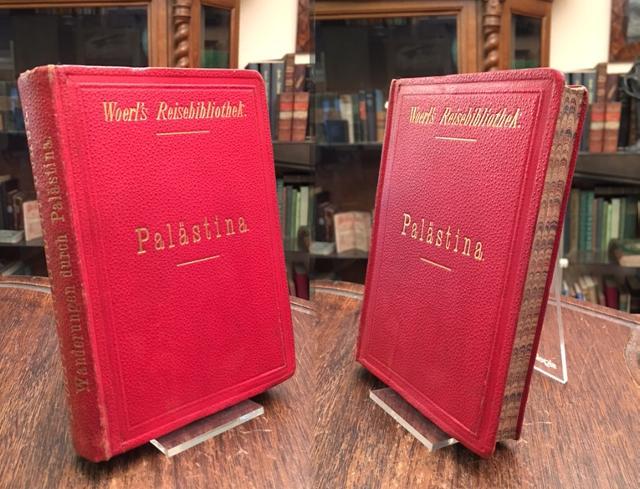 Wanderungen durch Palästina.
Woerl's Reisebibliothek.
Palästina.
Woerl's Reisebibliothek.
Palästina.